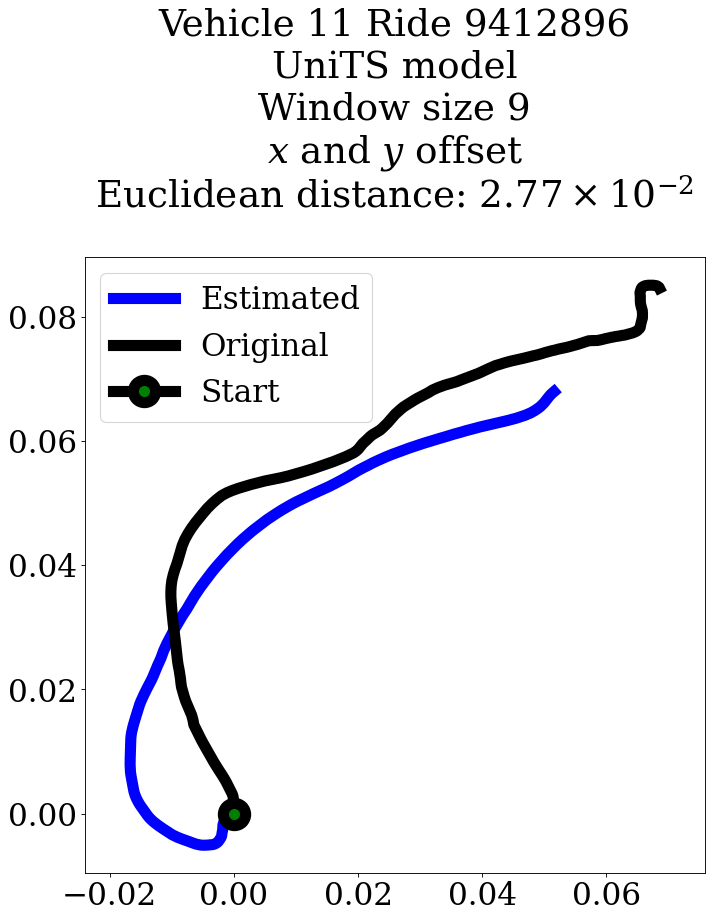 Vehicle 11 Ride 9412896
UniTS model
Window size 9
x and y offset
Euclidean distance: 2.77 × 10⁻²
Estimated
Original
Start
0.08
0.06
0.04
0.02
0.00
−0.02 0.00 0.02 0.04 0.06